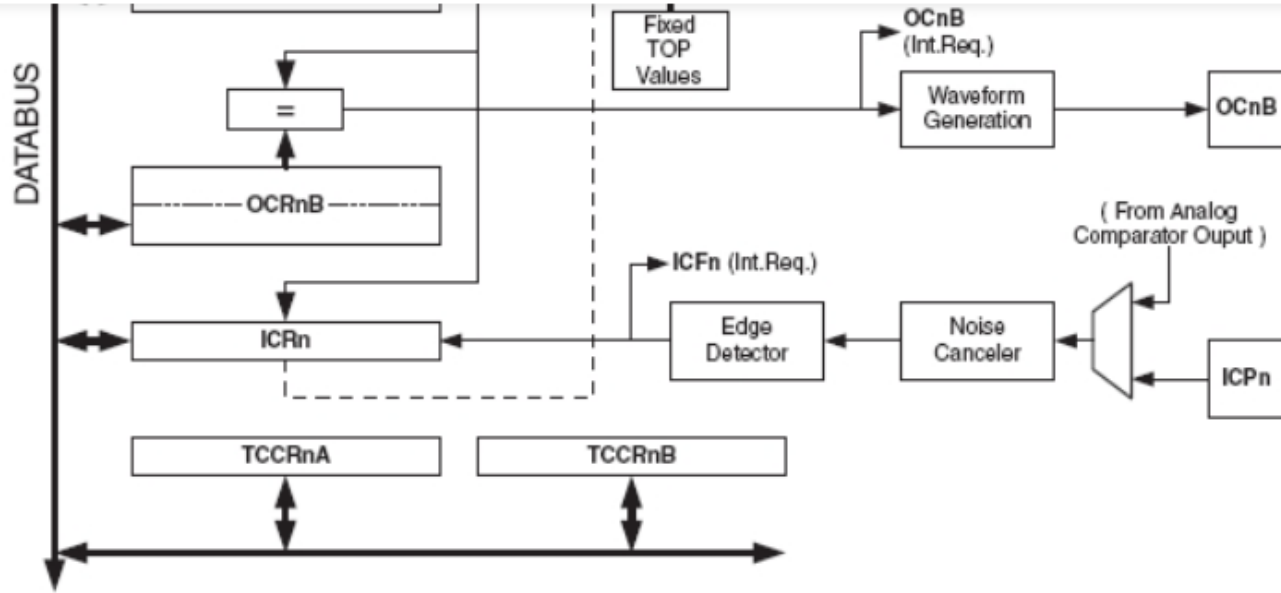 Fixed
TOP
Values
OCnB
(Int.Req.)
DATABUS
=
Waveform
Generation
OCnB
OCRnB
( From Analog
Comparator Ouput )
ICFn (Int.Req.)
ICRn
Edge
Detector
Noise
Canceler
ICPn
TCCRnA
TCCRnB